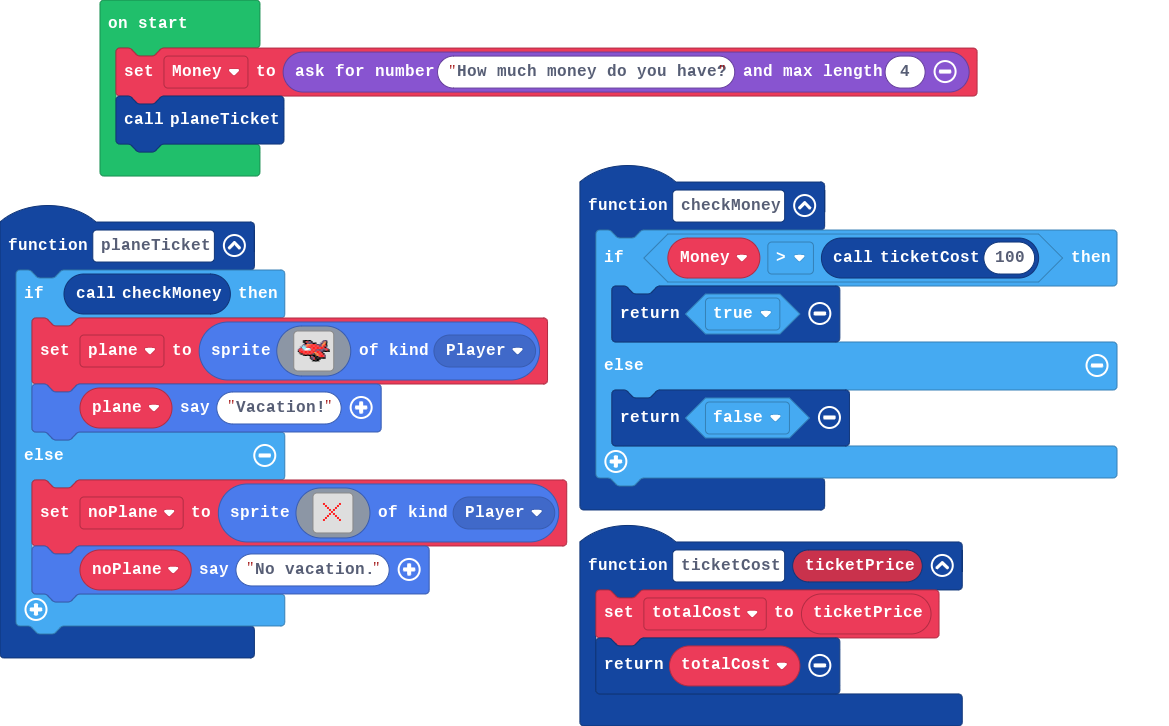 on start
set Money to ask for number "How much money do you have? and max length 4
call planeTicket
function planeTicket
if call checkMoney then
set plane to sprite of kind Player
plane say "Vacation!"
else
set noPlane to sprite of kind Player
noPlane say "No vacation."
function checkMoney
if Money > call ticketCost 100 then
return true
else
return false
function ticketCost ticketPrice
set totalCost to ticketPrice
return totalCost